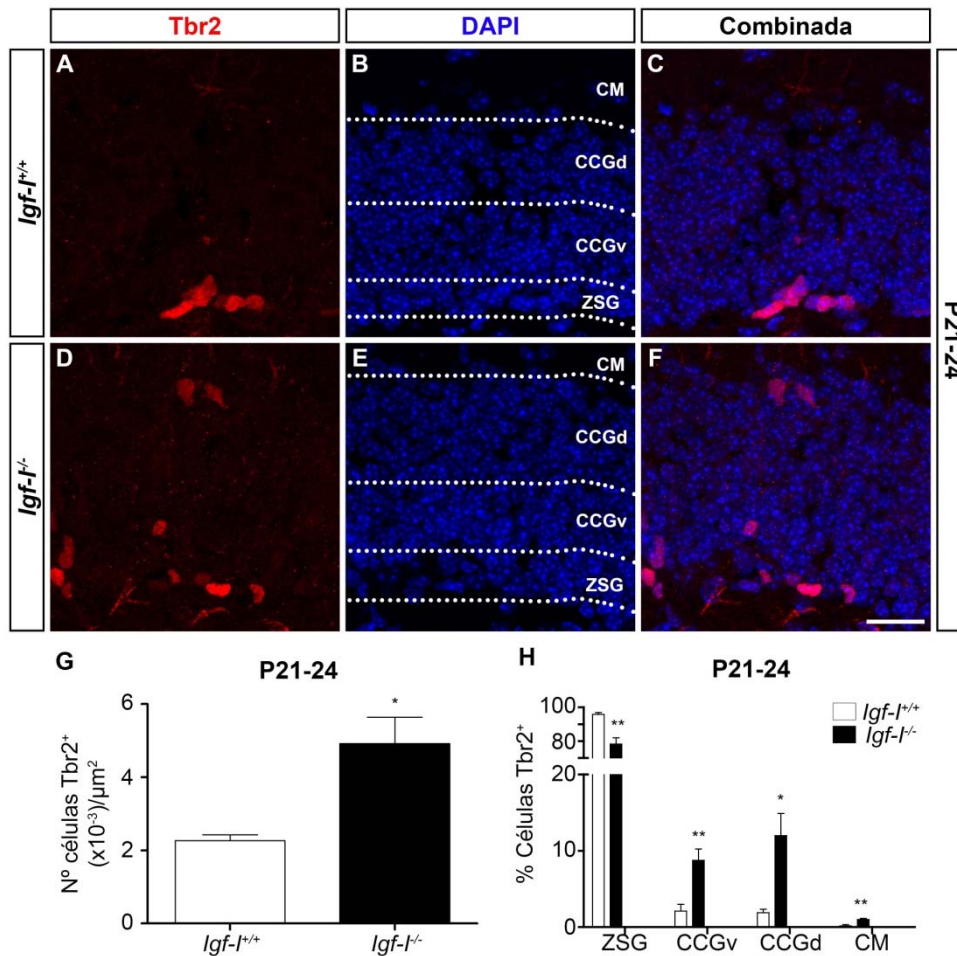 Tbr2 DAPI Combinada
Igf-I+/+
A B C
CM
CCGd
CCGv
ZSG
P21-24
Igf-I-/-
D E F
CM
CCGd
CCGv
ZSG
G P21-24
Nº células Tbr2+
(x10-3)/µm2
6
4
2
0
Igf-I+/+ Igf-I-/-
*
H P21-24
% Células Tbr2+
100
80
60
20
10
0
** ** * **
ZSG CCGv CCGd CM
Igf-I+/+
Igf-I-/-